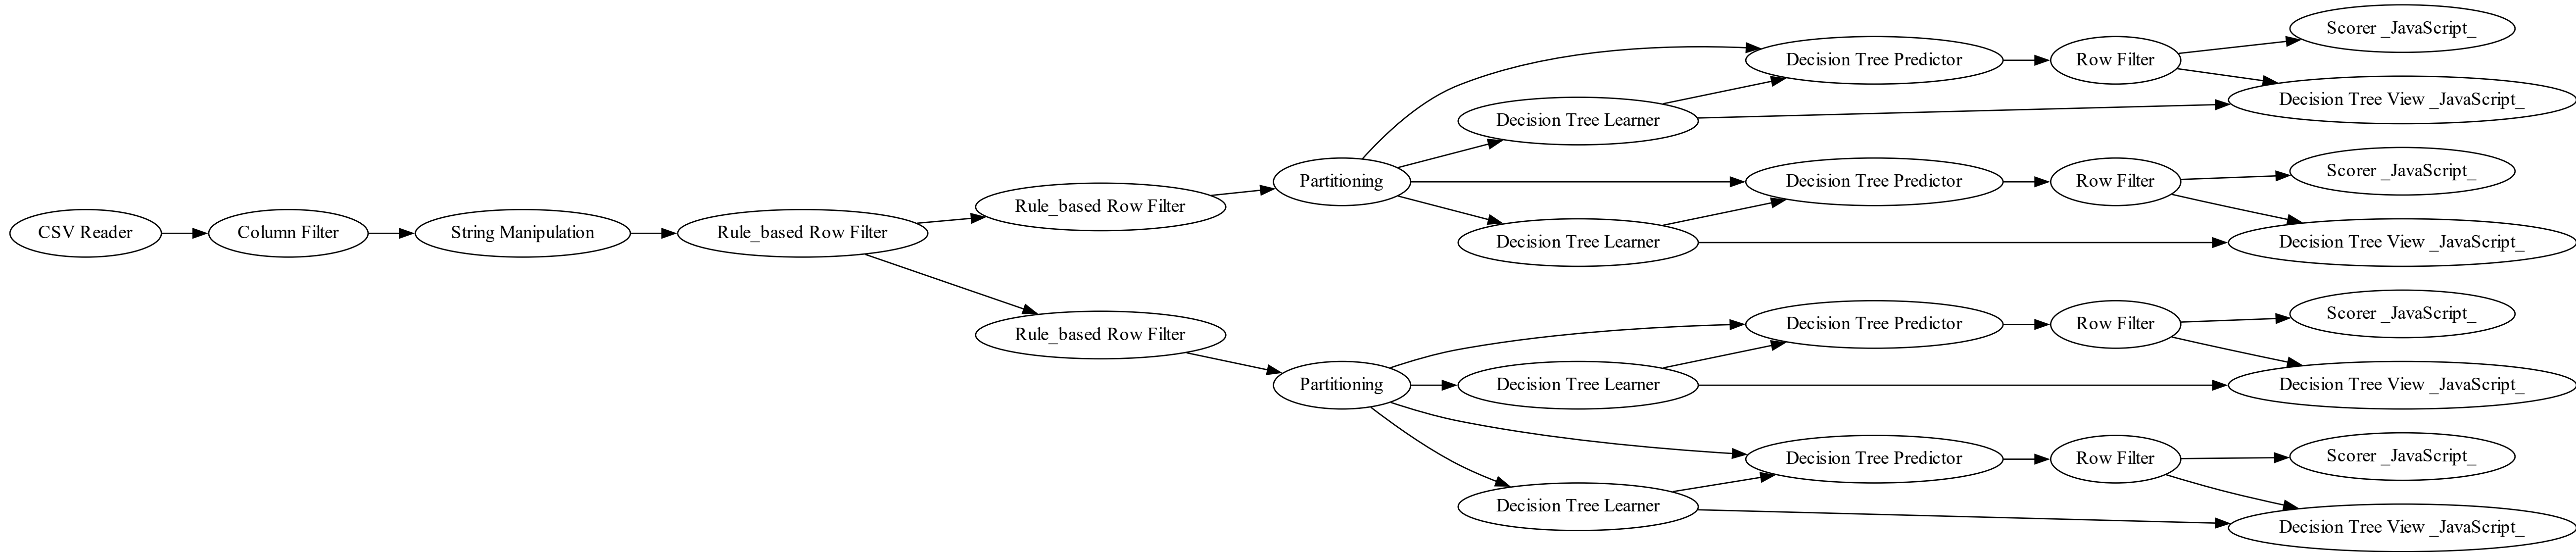 CSV Reader
Column Filter
String Manipulation
Rule_based Row Filter
Rule_based Row Filter
Rule_based Row Filter
Partitioning
Partitioning
Decision Tree Learner
Decision Tree Learner
Decision Tree Learner
Decision Tree Learner
Decision Tree Predictor
Decision Tree Predictor
Decision Tree Predictor
Decision Tree Predictor
Row Filter
Row Filter
Row Filter
Row Filter
Scorer _JavaScript_
Decision Tree View _JavaScript_
Scorer _JavaScript_
Decision Tree View _JavaScript_
Scorer _JavaScript_
Decision Tree View _JavaScript_
Scorer _JavaScript_
Decision Tree View _JavaScript_